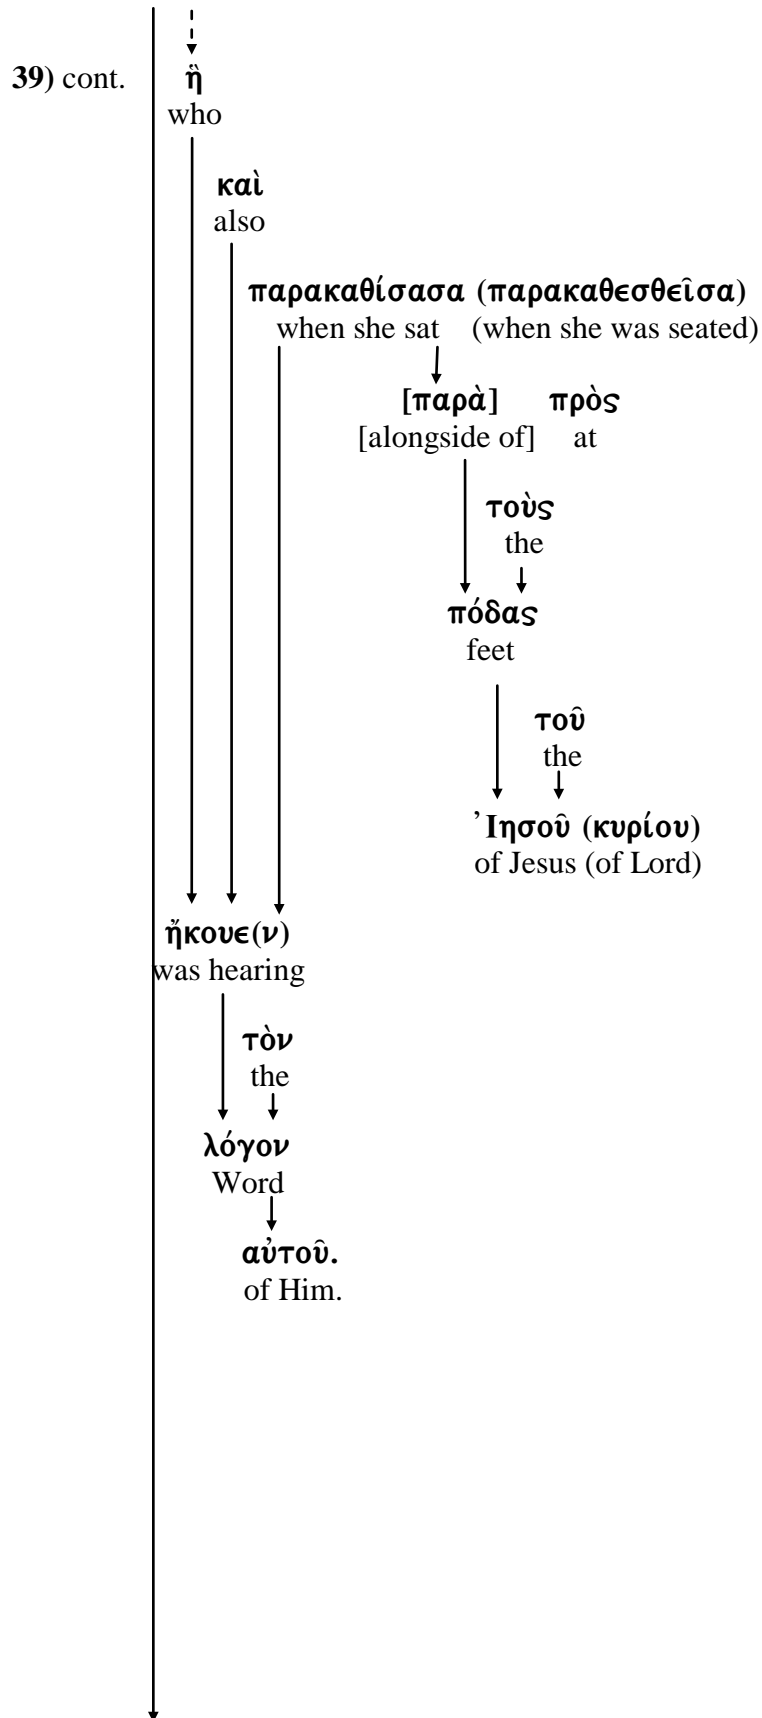 39) cont. ἣ
who
καὶ
also
παρακαθίσασα (παρακαθεσθεῖσα)
when she sat (when she was seated)
[παρὰ] πρὸς
[alongside of] at
τοὺς
the
πόδας
feet
τοῦ
the
Ἰησοῦ (κυρίου)
of Jesus (of Lord)
ἤκουε(ν)
was hearing
τὸν
the
λόγον
Word
αὐτοῦ.
of Him.